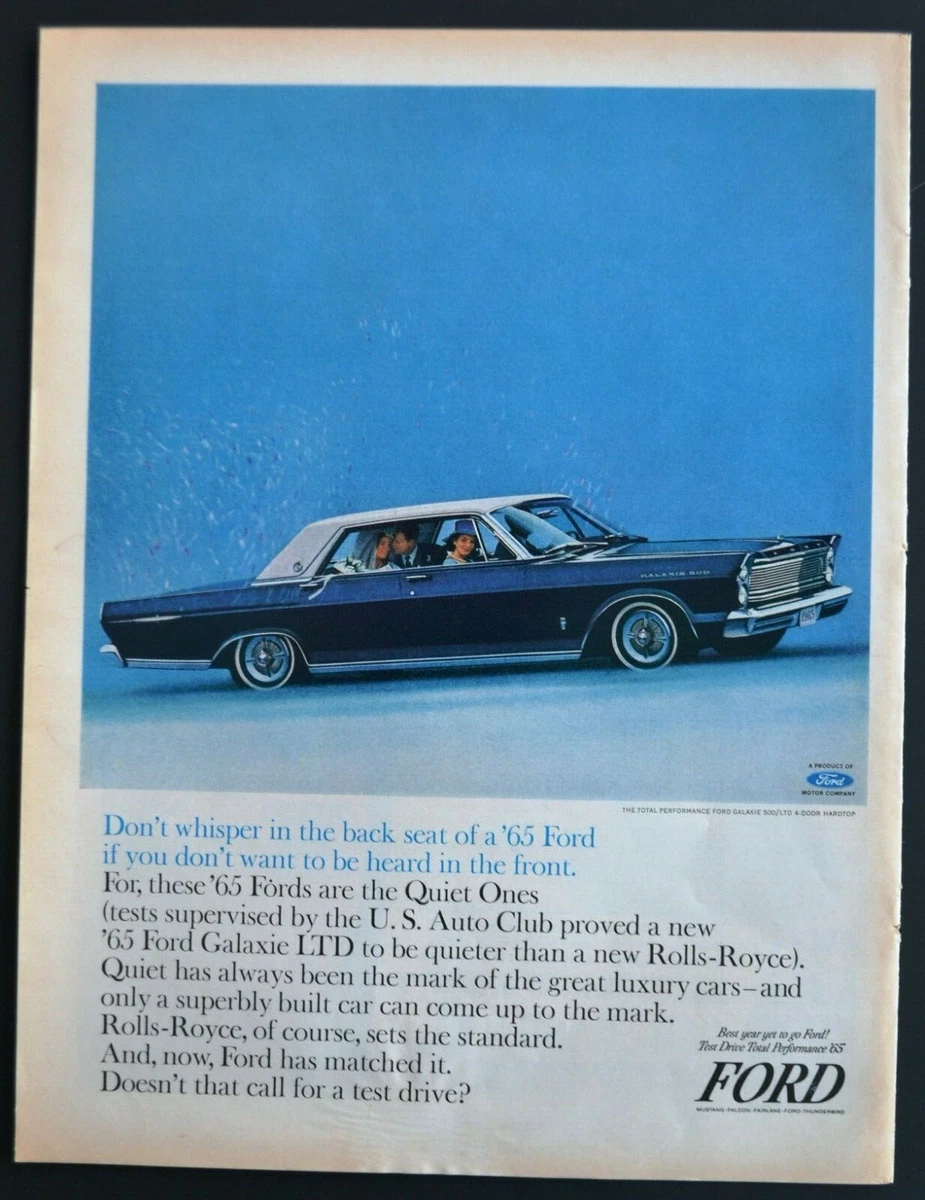 GALAXIE 500
1965
A PRODUCT OF
Ford
MOTOR COMPANY
THE TOTAL PERFORMANCE FORD GALAXIE 500/LTD 4-DOOR HARDTOP
Don't whisper in the back seat of a '65 Ford
if you don't want to be heard in the front.
For, these '65 Fords are the Quiet Ones
(tests supervised by the U. S. Auto Club proved a new
'65 Ford Galaxie LTD to be quieter than a new Rolls-Royce).
Quiet has always been the mark of the great luxury cars–and
only a superbly built car can come up to the mark.
Rolls-Royce, of course, sets the standard.
And, now, Ford has matched it.
Doesn't that call for a test drive?
Best year yet to go Ford!
Test Drive Total Performance '65
FORD
MUSTANG·FALCON·FAIRLANE·FORD·THUNDERBIRD